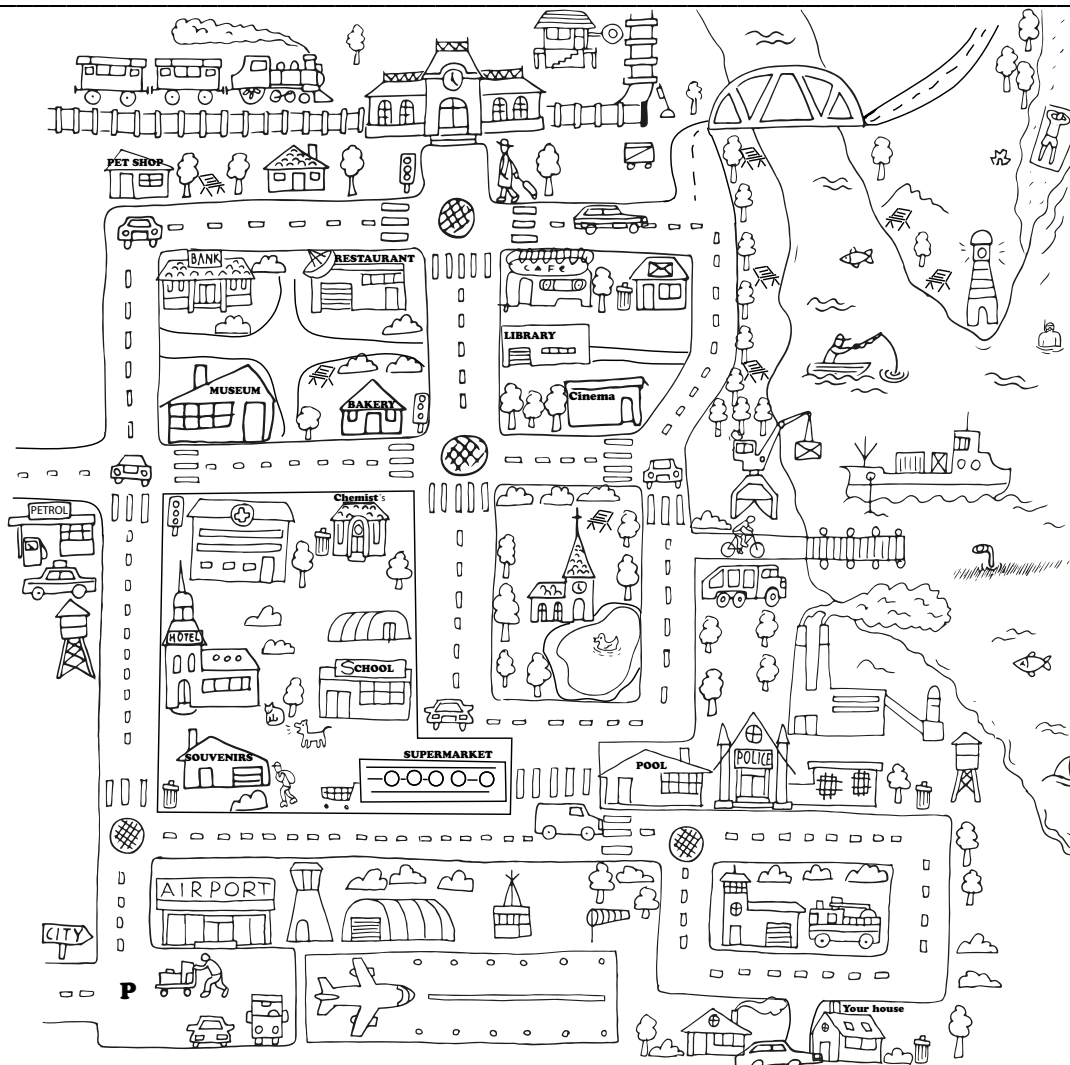 PET SHOP
BANK
RESTAURANT
CAFe
LIBRARY
MUSEUM
BAKERY
Cinema
PETROL
Chemist's
HOTEL
SCHOOL
SOUVENIRS
SUPERMARKET
POOL
POLICE
AIRPORT
CITY
P
Your house